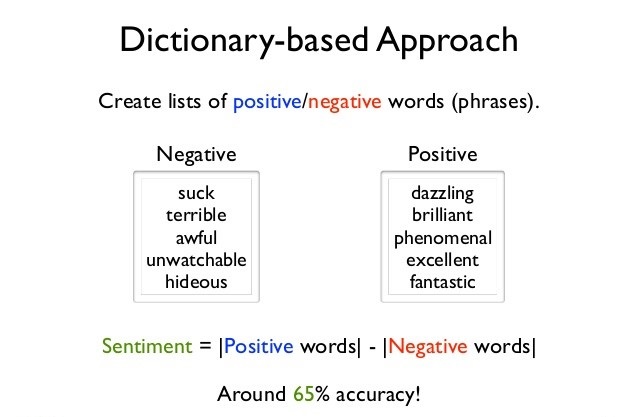 Dictionary-based Approach
Create lists of positive/negative words (phrases).
Negative
suck
terrible
awful
unwatchable
hideous
Positive
dazzling
brilliant
phenomenal
excellent
fantastic
Sentiment = |Positive words| - |Negative words|
Around 65% accuracy!